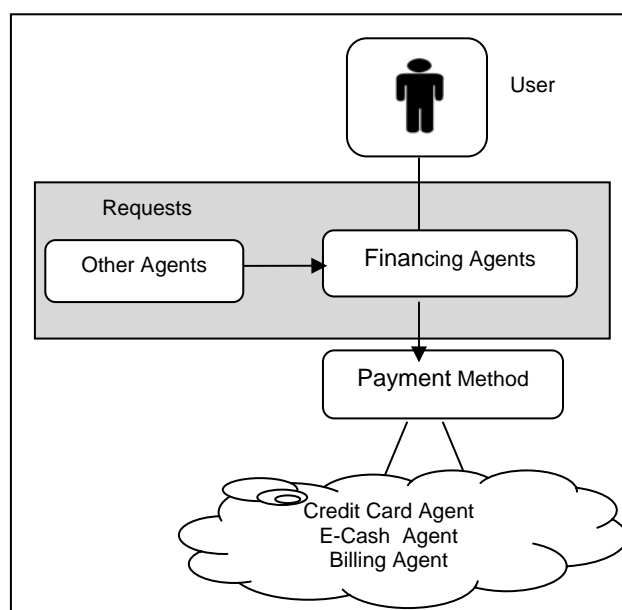 User
Requests
Other Agents
Financing Agents
Payment Method
Credit Card Agent
E-Cash Agent
Billing Agent